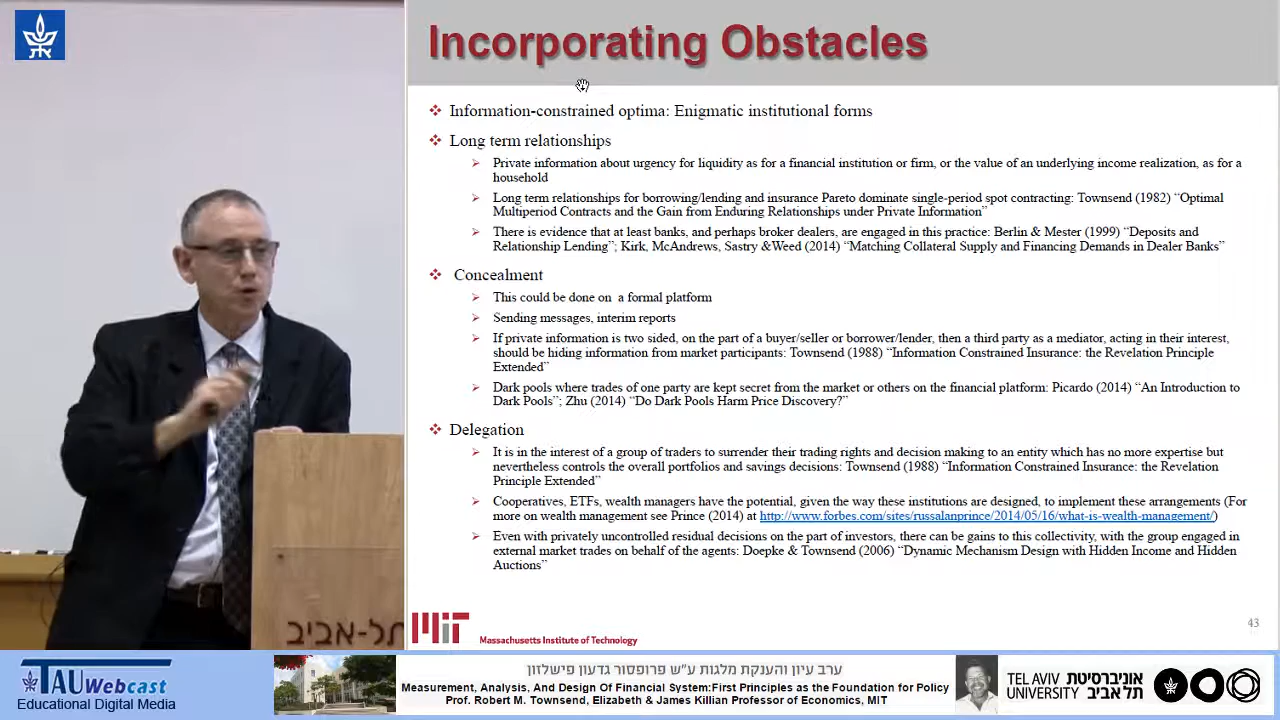 Incorporating Obstacles
Information-constrained optima: Enigmatic institutional forms
Long term relationships
Private information about urgency for liquidity as for a financial institution or firm, or the value of an underlying income realization, as for a
household
Long term relationships for borrowing/lending and insurance Pareto dominate single-period spot contracting: Townsend (1982) “Optimal
Multiperiod Contracts and the Gain from Enduring Relationships under Private Information”
There is evidence that at least banks, and perhaps broker dealers, are engaged in this practice: Berlin & Mester (1999) “Deposits and
Relationship Lending”; Kirk, McAndrews, Sastry &Weed (2014) “Matching Collateral Supply and Financing Demands in Dealer Banks”
Concealment
This could be done on a formal platform
Sending messages, interim reports
If private information is two sided, on the part of a buyer/seller or borrower/lender, then a third party as a mediator, acting in their interest,
should be hiding information from market participants: Townsend (1988) “Information Constrained Insurance: the Revelation Principle
Extended”
Dark pools where trades of one party are kept secret from the market or others on the financial platform: Picardo (2014) “An Introduction to
Dark Pools”; Zhu (2014) “Do Dark Pools Harm Price Discovery?”
Delegation
It is in the interest of a group of traders to surrender their trading rights and decision making to an entity which has no more expertise but
nevertheless controls the overall portfolios and savings decisions: Townsend (1988) “Information Constrained Insurance: the Revelation
Principle Extended”
Cooperatives, ETFs, wealth managers have the potential, given the way these institutions are designed, to implement these arrangements (For
more on wealth management see Prince (2014) at http://www.forbes.com/sites/russalanprince/2014/05/16/what-is-wealth-management/)
Even with privately uncontrolled residual decisions on the part of investors, there can be gains to this collectivity, with the group engaged in
external market trades on behalf of the agents: Doepke & Townsend (2006) “Dynamic Mechanism Design with Hidden Income and Hidden
Auctions”
43
MIT
Massachusetts Institute of Technology
תל-אביב
TAU Webcast
Educational Digital Media
ערב עיון והענקת מלגות ע"ש פרופסור גדעון פישלזון
Measurement, Analysis, And Design Of Financial System:First Principles as the Foundation for Policy
Prof. Robert M. Townsend, Elizabeth & James Killian Professor of Economics, MIT
TEL AVIV אוניברסיטת
UNIVERSITY תל אביב